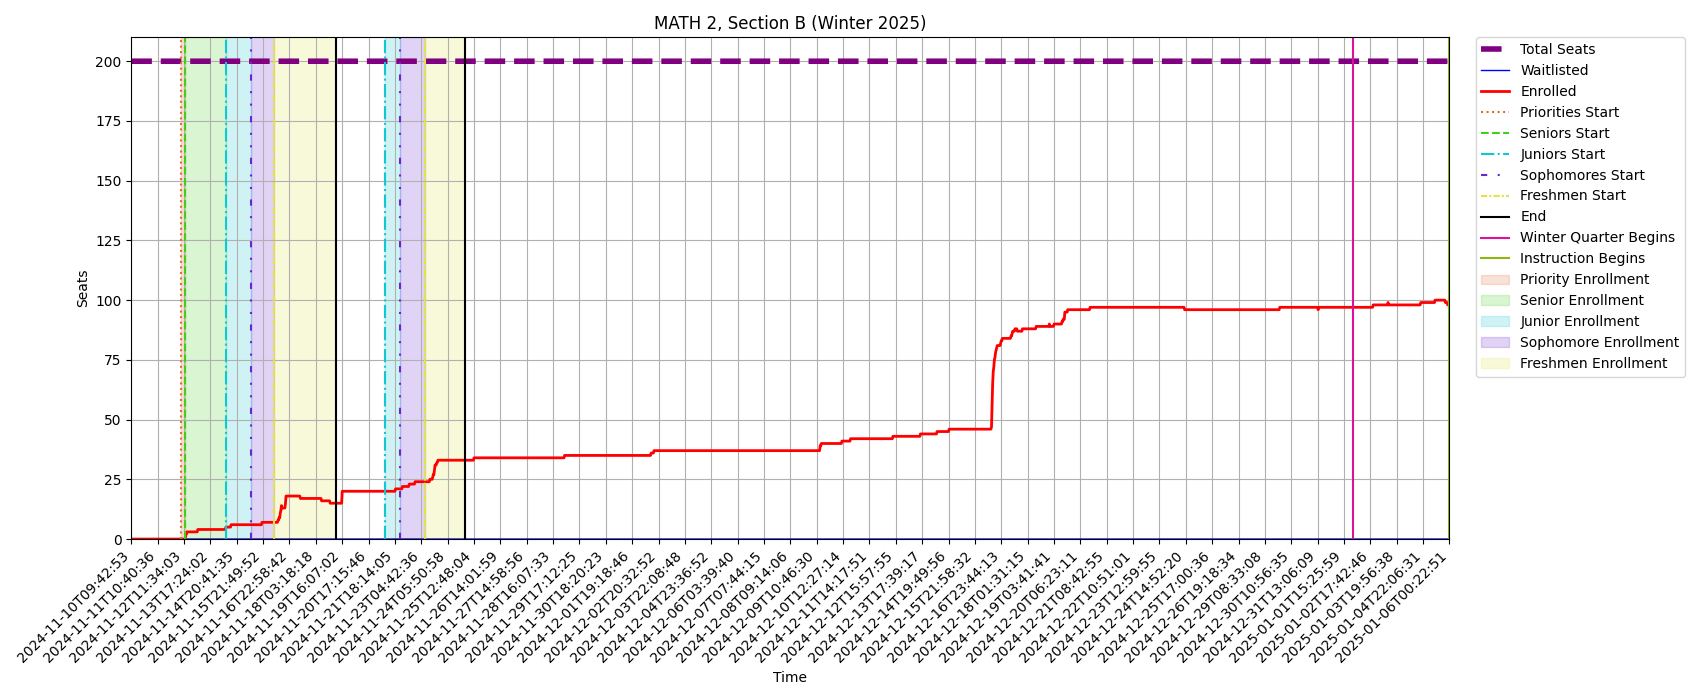 MATH 2, Section B (Winter 2025)
Seats
200
175
150
125
100
75
50
25
0
2024-11-10T09:42:53
2024-11-11T10:40:36
2024-11-12T11:34:03
2024-11-13T17:24:02
2024-11-14T20:41:35
2024-11-15T21:49:52
2024-11-16T22:58:42
2024-11-18T03:18:18
2024-11-19T16:07:02
2024-11-20T17:15:46
2024-11-21T18:14:05
2024-11-23T04:42:36
2024-11-24T05:50:58
2024-11-25T12:48:04
2024-11-26T14:01:59
2024-11-27T14:58:56
2024-11-28T16:07:33
2024-11-29T17:12:25
2024-11-30T18:20:23
2024-12-01T19:18:46
2024-12-02T20:32:52
2024-12-03T22:08:48
2024-12-04T23:36:52
2024-12-06T03:39:40
2024-12-07T07:44:15
2024-12-08T09:14:06
2024-12-09T10:46:30
2024-12-10T12:27:14
2024-12-11T14:17:51
2024-12-12T15:57:55
2024-12-13T17:39:17
2024-12-14T19:49:56
2024-12-15T21:58:32
2024-12-16T23:44:13
2024-12-18T01:31:15
2024-12-19T03:41:41
2024-12-20T06:23:11
2024-12-21T08:42:55
2024-12-22T10:51:01
2024-12-23T12:59:55
2024-12-24T14:52:20
2024-12-25T17:00:36
2024-12-26T19:18:34
2024-12-29T08:33:08
2024-12-30T10:56:35
2024-12-31T13:06:09
2025-01-01T15:25:59
2025-01-02T17:42:46
2025-01-03T19:56:38
2025-01-04T22:06:31
2025-01-06T00:22:51
Time
Total Seats
Waitlisted
Enrolled
Priorities Start
Seniors Start
Juniors Start
Sophomores Start
Freshmen Start
End
Winter Quarter Begins
Instruction Begins
Priority Enrollment
Senior Enrollment
Junior Enrollment
Sophomore Enrollment
Freshmen Enrollment